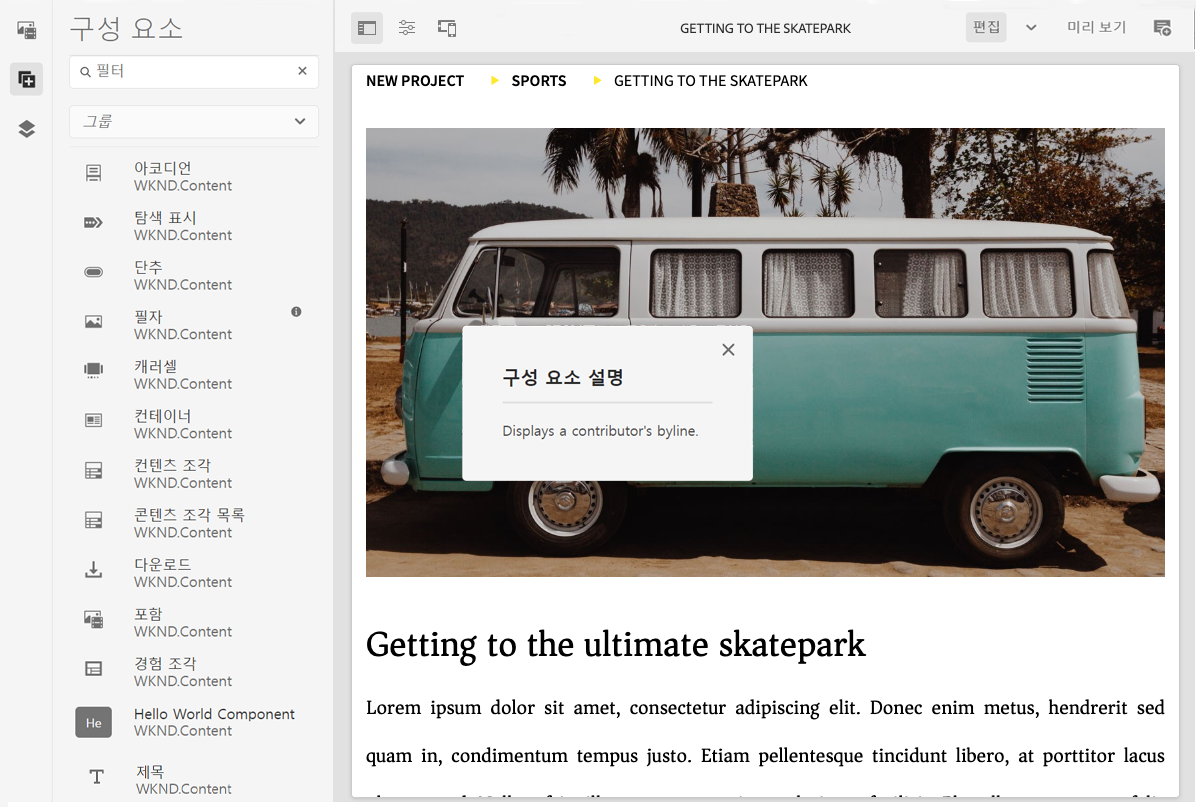 구성 요소
필터
그룹
아코디언
WKND.Content
탐색 표시
WKND.Content
단추
WKND.Content
필자
WKND.Content
캐러셀
WKND.Content
컨테이너
WKND.Content
컨텐츠 조각
WKND.Content
콘텐츠 조각 목록
WKND.Content
다운로드
WKND.Content
포함
WKND.Content
경험 조각
WKND.Content
He
Hello World Component
WKND.Content
제목
WKND.Content
GETTING TO THE SKATEPARK
편집
미리 보기
NEW PROJECT SPORTS GETTING TO THE SKATEPARK
구성 요소 설명
Displays a contributor's byline.
Getting to the ultimate skatepark
Lorem ipsum dolor sit amet, consectetur adipiscing elit. Donec enim metus, hendrerit sed
quam in, condimentum tempus justo. Etiam pellentesque tincidunt libero, at porttitor lacus